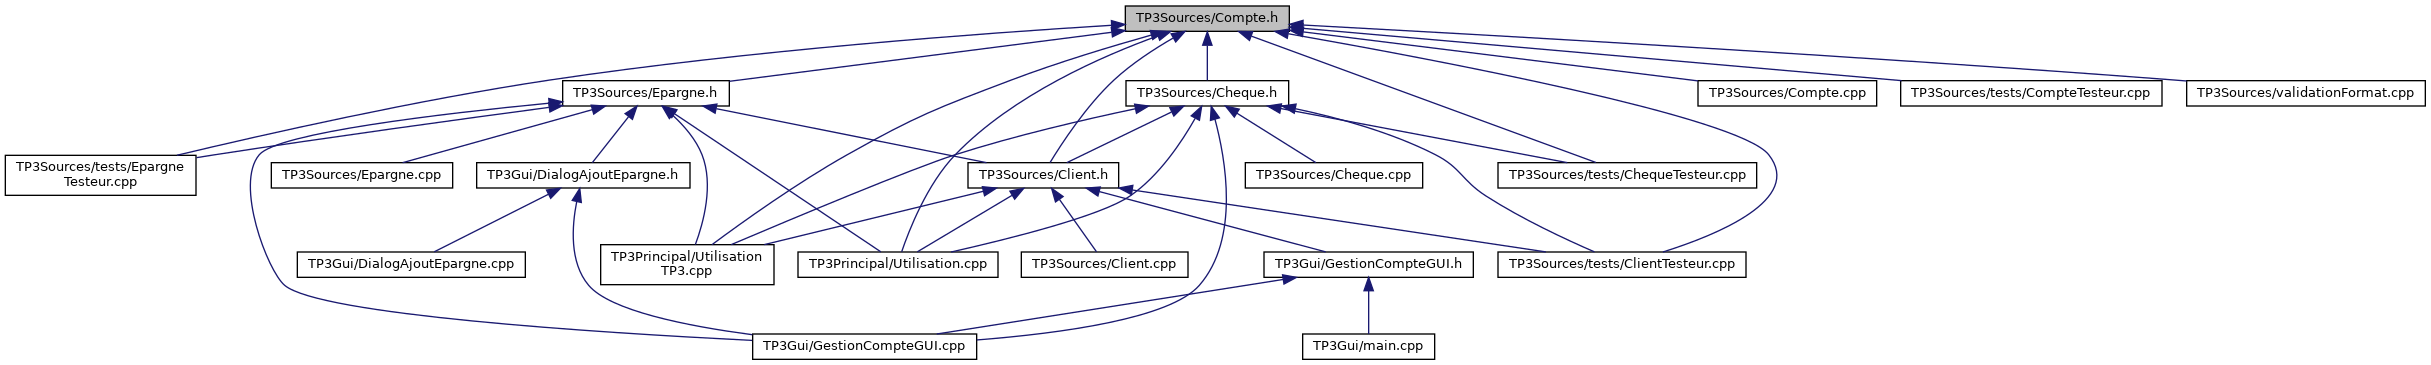 TP3Sources/Compte.h
TP3Sources/Epargne.h
TP3Sources/Cheque.h
TP3Sources/Compte.cpp
TP3Sources/tests/CompteTesteur.cpp
TP3Sources/validationFormat.cpp
TP3Sources/tests/Epargne
Testeur.cpp
TP3Sources/Epargne.cpp
TP3Gui/DialogAjoutEpargne.h
TP3Sources/Client.h
TP3Sources/Cheque.cpp
TP3Sources/tests/ChequeTesteur.cpp
TP3Gui/DialogAjoutEpargne.cpp
TP3Principal/Utilisation
TP3.cpp
TP3Principal/Utilisation.cpp
TP3Sources/Client.cpp
TP3Gui/GestionCompteGUI.h
TP3Sources/tests/ClientTesteur.cpp
TP3Gui/GestionCompteGUI.cpp
TP3Gui/main.cpp